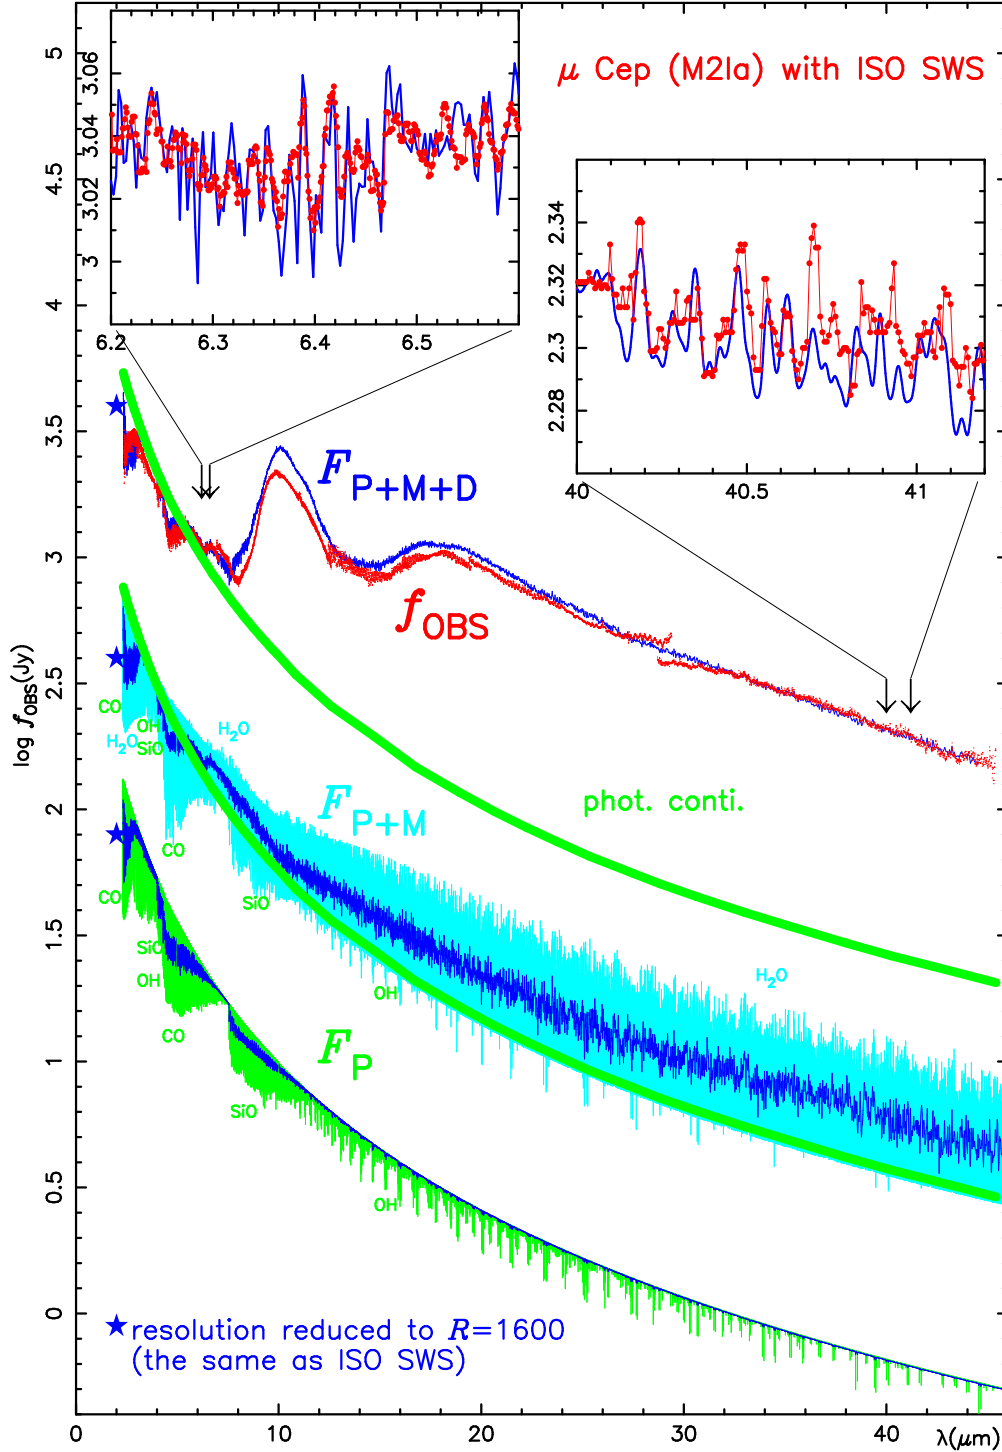 μ Cep (M2Ia) with ISO SWS
3.06
3.04
3.02
3
6.2
6.3
6.4
6.5
2.34
2.32
2.3
2.28
40
40.5
41
5
4.5
4
3.5
3
2.5
2
1.5
1
0.5
0
log f_OBS(Jy)
F_P+M+D
f_OBS
phot. conti.
CO
H₂O
OH
SiO
H₂O
F_P+M
CO
SiO
OH
H₂O
CO
SiO
OH
CO
F_P
SiO
OH
★ resolution reduced to R=1600
(the same as ISO SWS)
0
10
20
30
40
λ(μm)